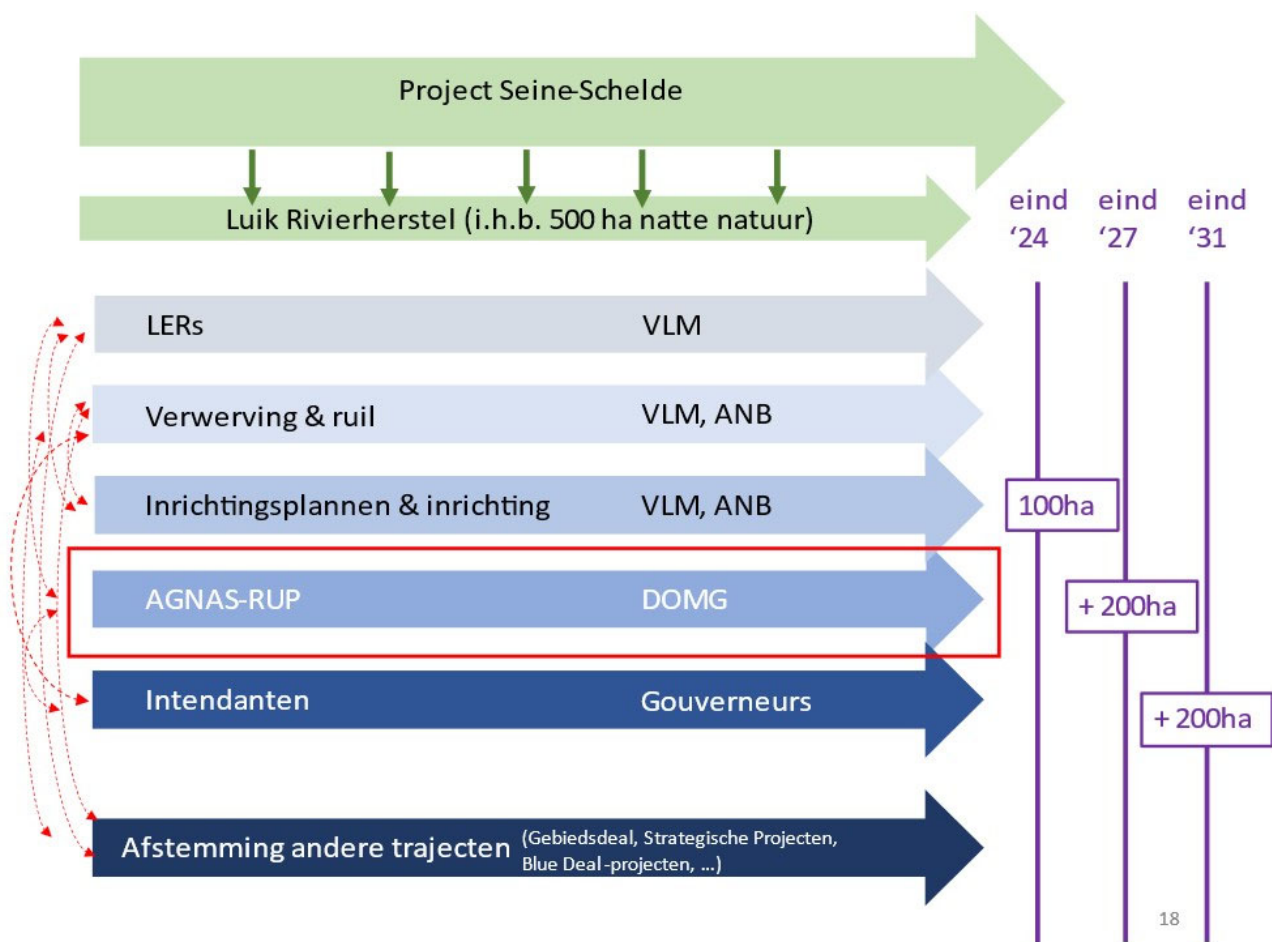 Project Seine-Schelde
Luik Rivierherstel (i.h.b. 500 ha natte natuur)
eind
‘24
eind
‘27
eind
‘31
LERs VLM
Verwerving & ruil VLM, ANB
Inrichtingsplannen & inrichting VLM, ANB
100ha
AGNAS-RUP DOMG
+ 200ha
Intendanten Gouverneurs
+ 200ha
Afstemming andere trajecten (Gebiedsdeal, Strategische Projecten,
Blue Deal-projecten, ...)
18